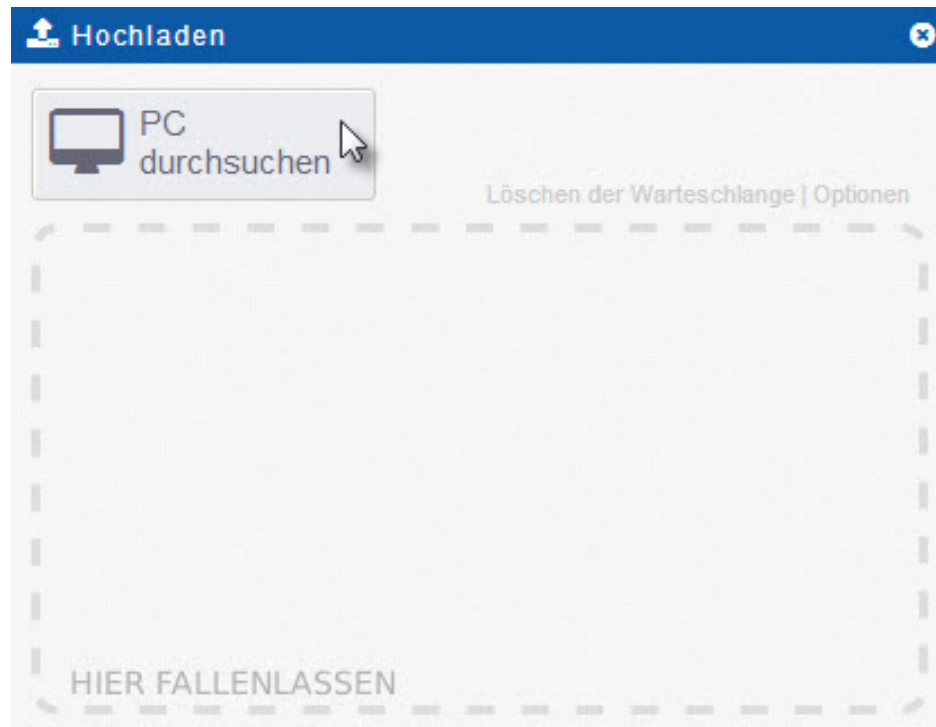 Hochladen
PC
durchsuchen
Löschen der Warteschlange | Optionen
HIER FALLENLASSEN